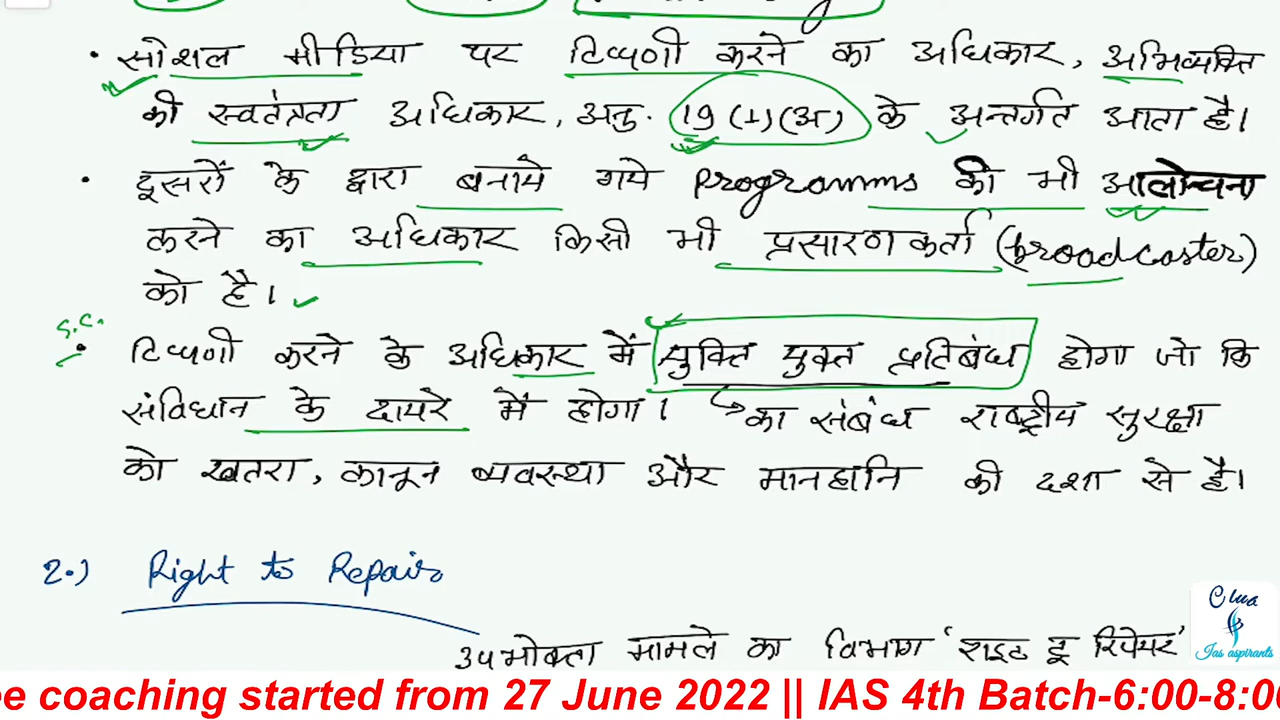 • सोशल मीडिया पर टिप्पणी करने का अधिकार, अभिव्यक्ति
की स्वतंत्रता अधिकार, अनु. 19 (1) (अ) के अन्तर्गत आता है।
• दूसरों के द्वारा बनाये गये Programms की भी आलोचना
करने का अधिकार किसी भी प्रसारणकर्ता (broadcaster)
को है।
S.C.
• टिप्पणी करने के अधिकार में युक्ति युक्त प्रतिबंध होगा जो कि
संविधान के दायरे में होगा। का संबंध राष्ट्रीय सुरक्षा
को खतरा, कानून व्यवस्था और मानहानि की दशा से है।
2.) Right to Repair
उपभोक्ता मामले का विभाग 'राइट टू रिपेयर'
Ias aspirants
ee coaching started from 27 June 2022 || IAS 4th Batch-6:00-8:00